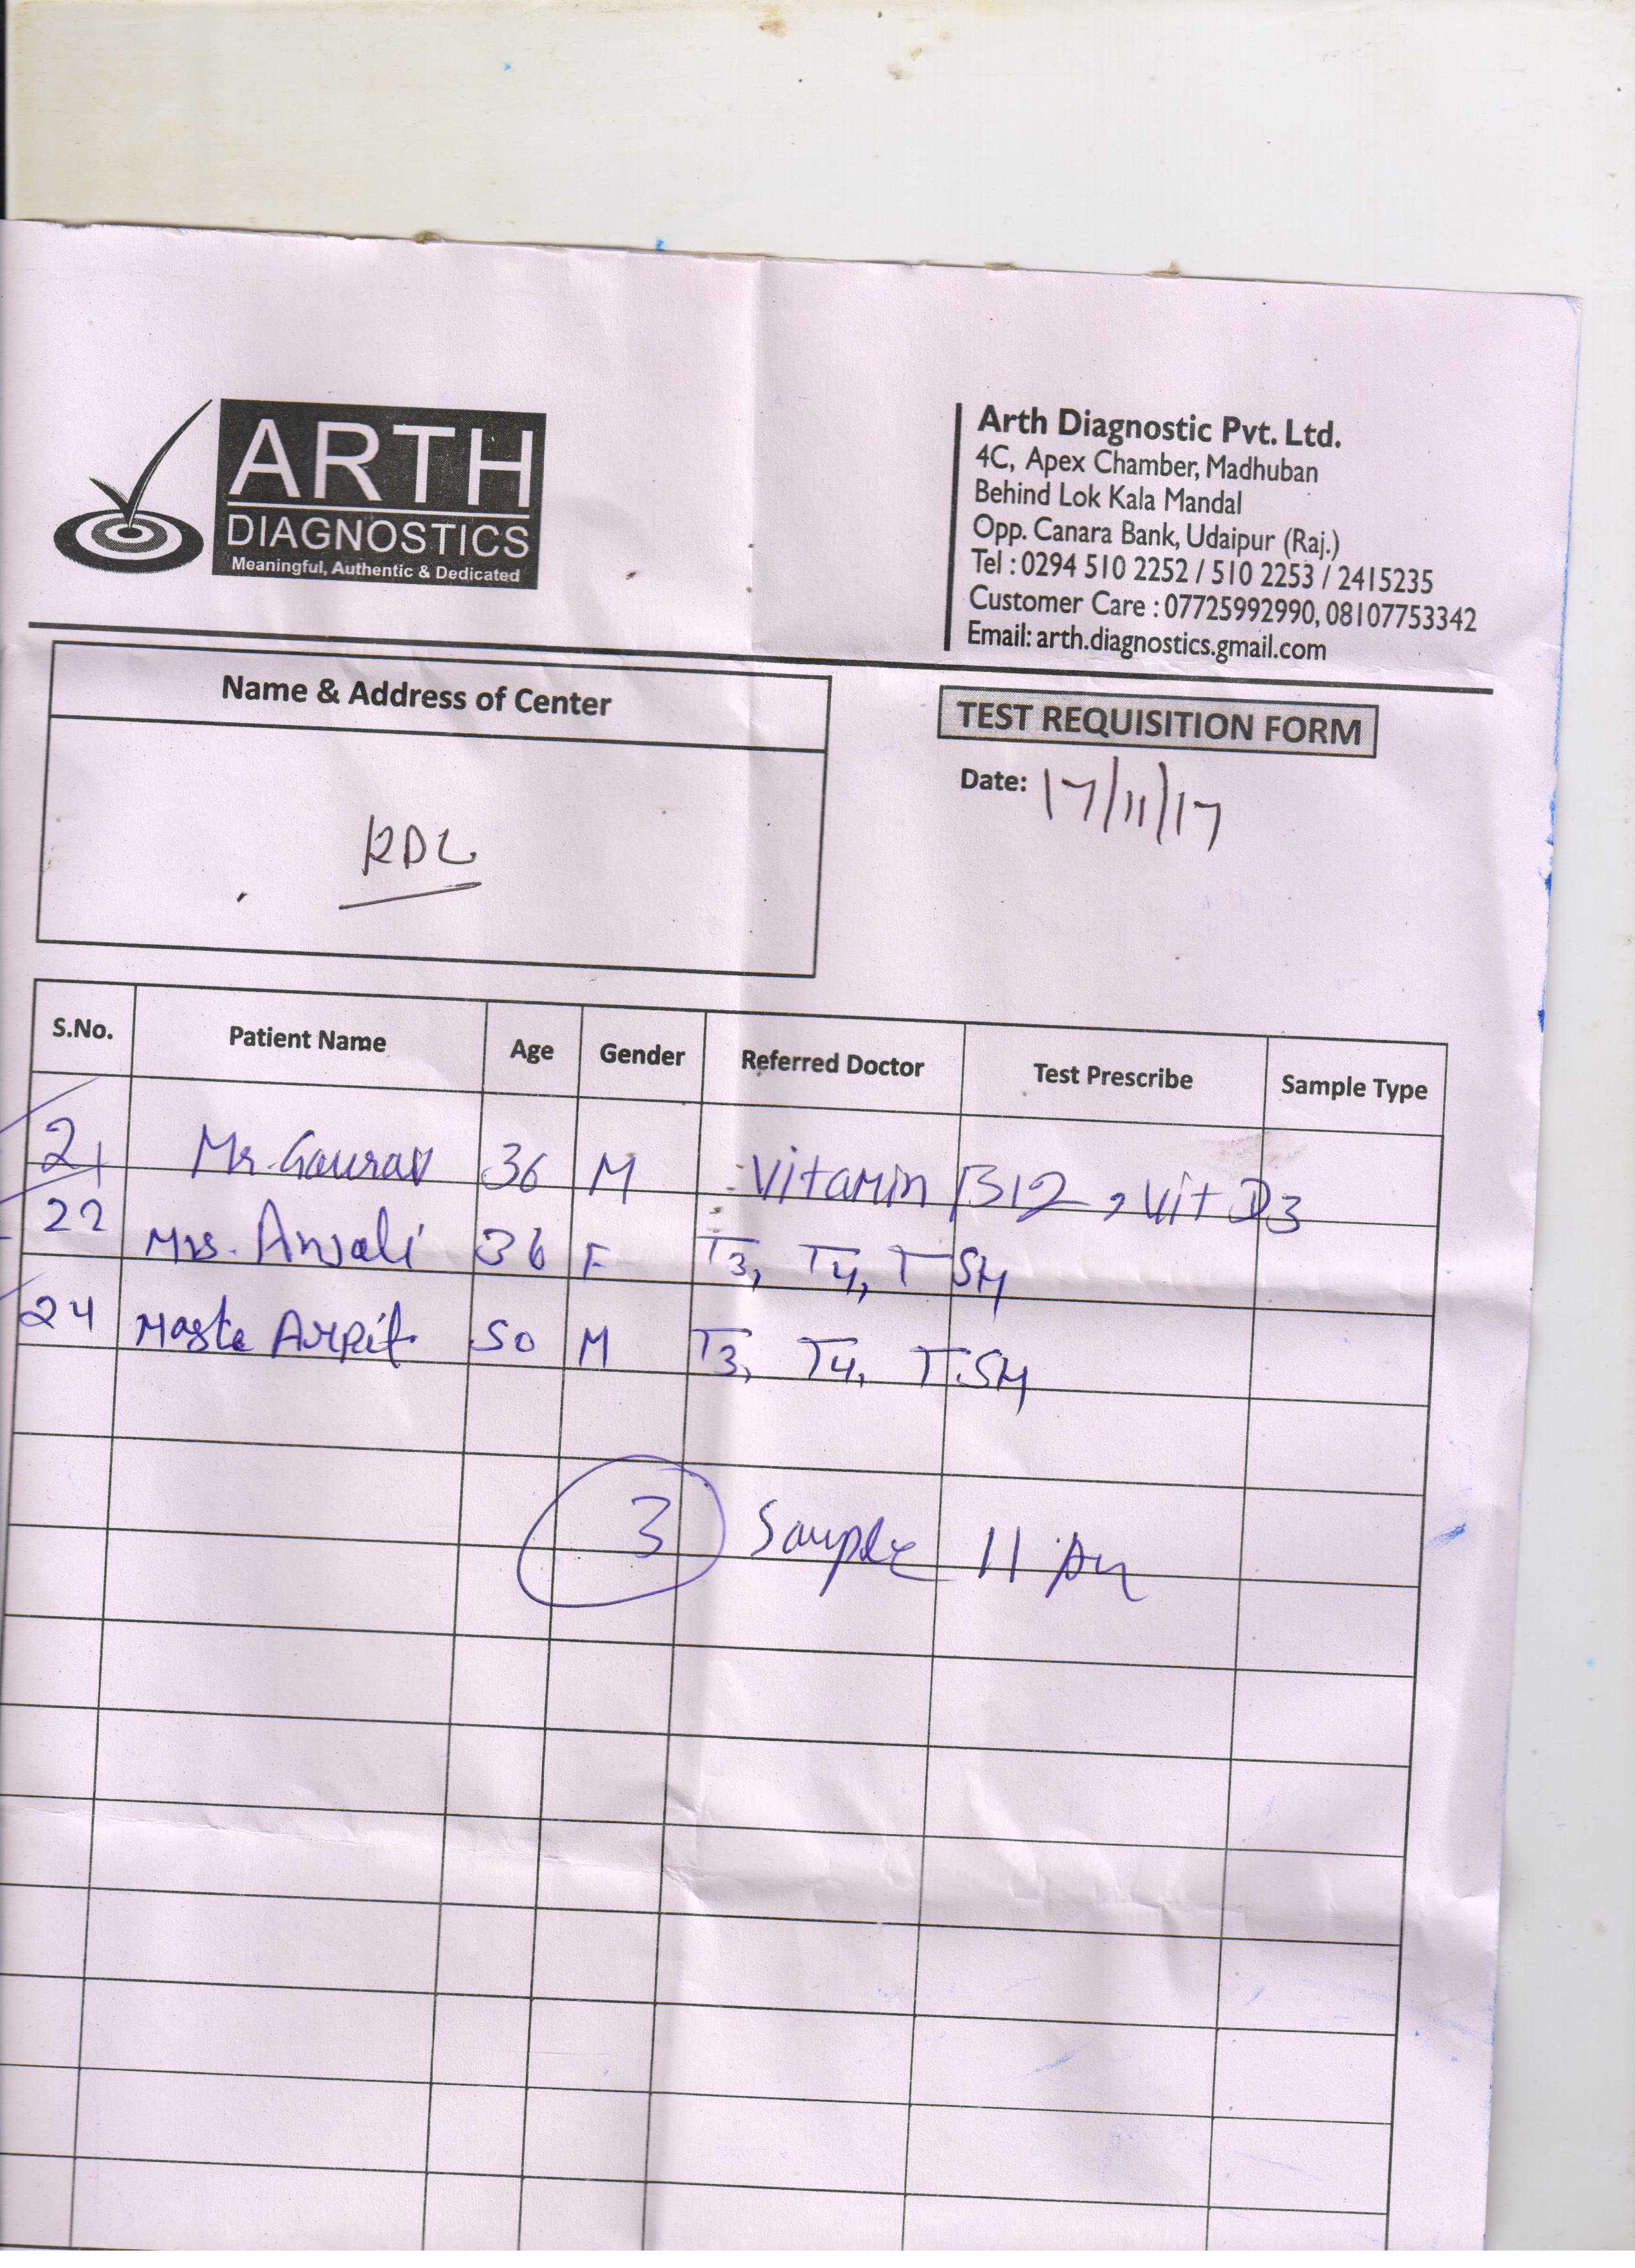 ARTH
DIAGNOSTICS
Meaningful, Authentic & Dedicated
Arth Diagnostic Pvt. Ltd.
4C, Apex Chamber, Madhuban
Behind Lok Kala Mandal
Opp. Canara Bank, Udaipur (Raj.)
Tel : 0294 510 2252 / 510 2253 / 2415235
Customer Care : 07725992990, 08107753342
Email: arth.diagnostics.gmail.com
Name & Address of Center
RDL
TEST REQUISITION FORM
Date: 17/11/17
S.No. Patient Name Age Gender Referred Doctor Test Prescribe Sample Type
21 Mr. Gaurav 36 M Vitamin B12, Vit D3
22 Mrs. Anjali 36 F T3, T4, TSH
24 Maste Arpit 50 M T3, T4, TSH
3 Sample 11